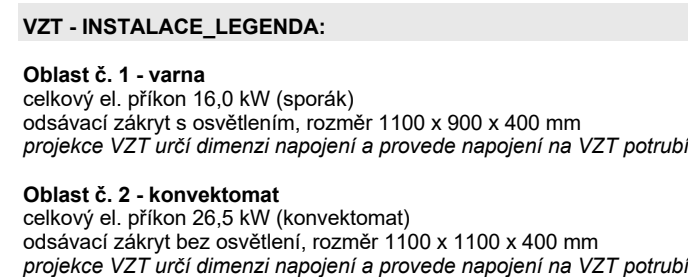 VZT - INSTALACE_LEGENDA:
Oblast č. 1 - varna
celkový el. příkon 16,0 kW (sporák)
odsávací zákryt s osvětlením, rozměr 1100 x 900 x 400 mm
projekce VZT určí dimenzi napojení a provede napojení na VZT potrubí
Oblast č. 2 - konvektomat
celkový el. příkon 26,5 kW (konvektomat)
odsávací zákryt bez osvětlení, rozměr 1100 x 1100 x 400 mm
projekce VZT určí dimenzi napojení a provede napojení na VZT potrubí